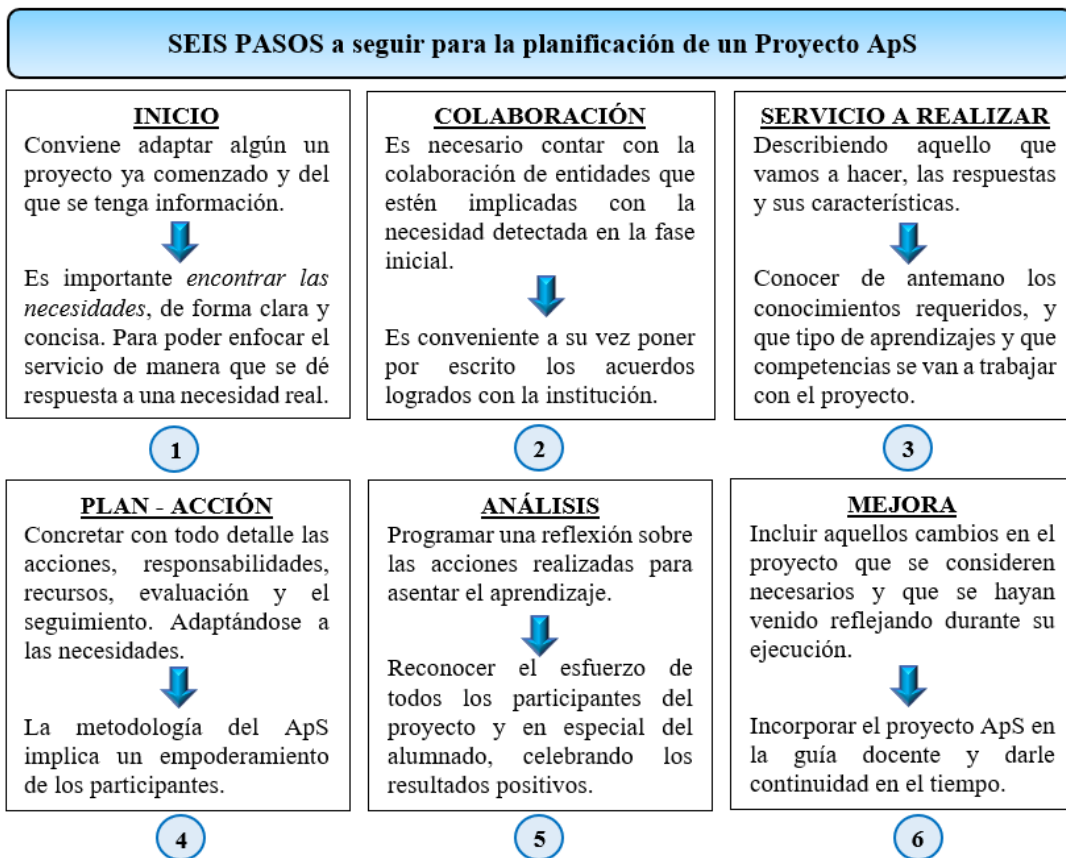 SEIS PASOS a seguir para la planificación de un Proyecto ApS
INICIO
Conviene adaptar algún un
proyecto ya comenzado y del
que se tenga información.
Es importante encontrar las
necesidades, de forma clara y
concisa. Para poder enfocar el
servicio de manera que se dé
respuesta a una necesidad real.
1
COLABORACIÓN
Es necesario contar con la
colaboración de entidades que
estén implicadas con la
necesidad detectada en la fase
inicial.
Es conveniente a su vez poner
por escrito los acuerdos
logrados con la institución.
2
SERVICIO A REALIZAR
Describiendo aquello que
vamos a hacer, las respuestas
y sus características.
Conocer de antemano los
conocimientos requeridos, y
que tipo de aprendizajes y que
competencias se van a trabajar
con el proyecto.
3
PLAN - ACCIÓN
Concretar con todo detalle las
acciones, responsabilidades,
recursos, evaluación y el
seguimiento. Adaptándose a
las necesidades.
La metodología del ApS
implica un empoderamiento
de los participantes.
4
ANÁLISIS
Programar una reflexión sobre
las acciones realizadas para
asentar el aprendizaje.
Reconocer el esfuerzo de
todos los participantes del
proyecto y en especial del
alumnado, celebrando los
resultados positivos.
5
MEJORA
Incluir aquellos cambios en el
proyecto que se consideren
necesarios y que se hayan
venido reflejando durante su
ejecución.
Incorporar el proyecto ApS en
la guía docente y darle
continuidad en el tiempo.
6